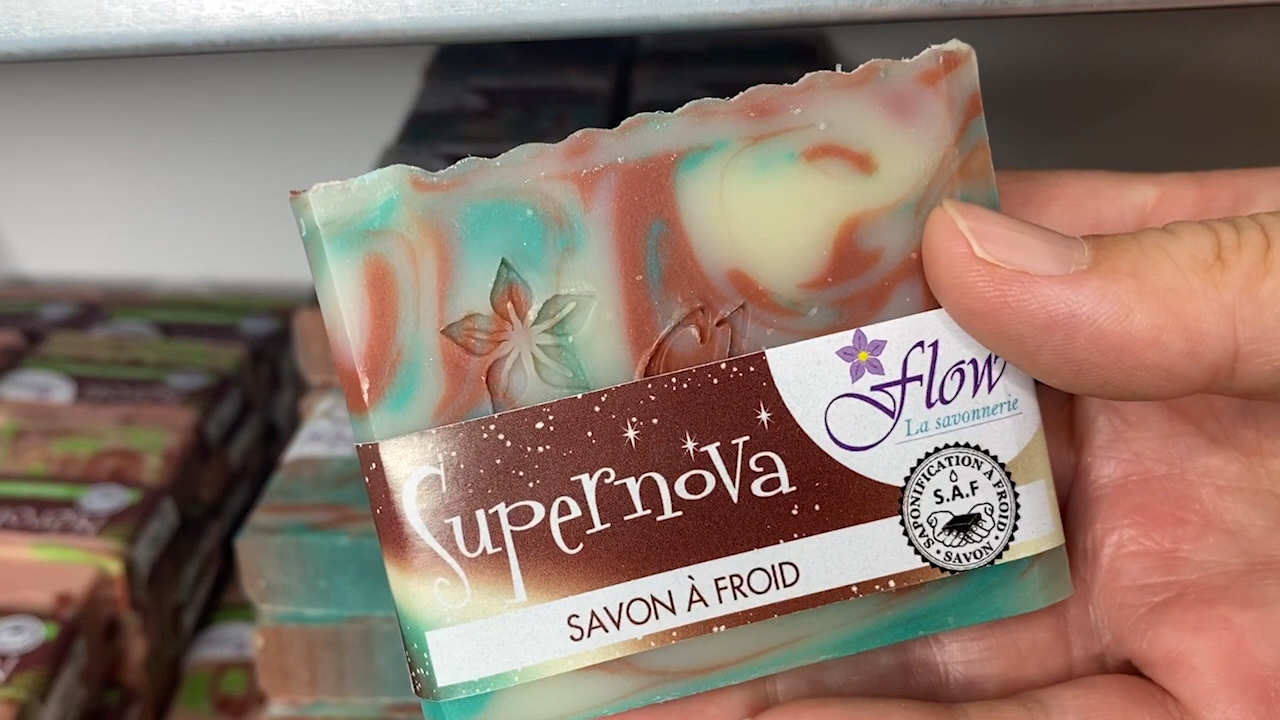 flow
La savonnerie
Supernova
SAPONIFICATION À FROID
S.A.F
• SAVON •
SAVON À FROID